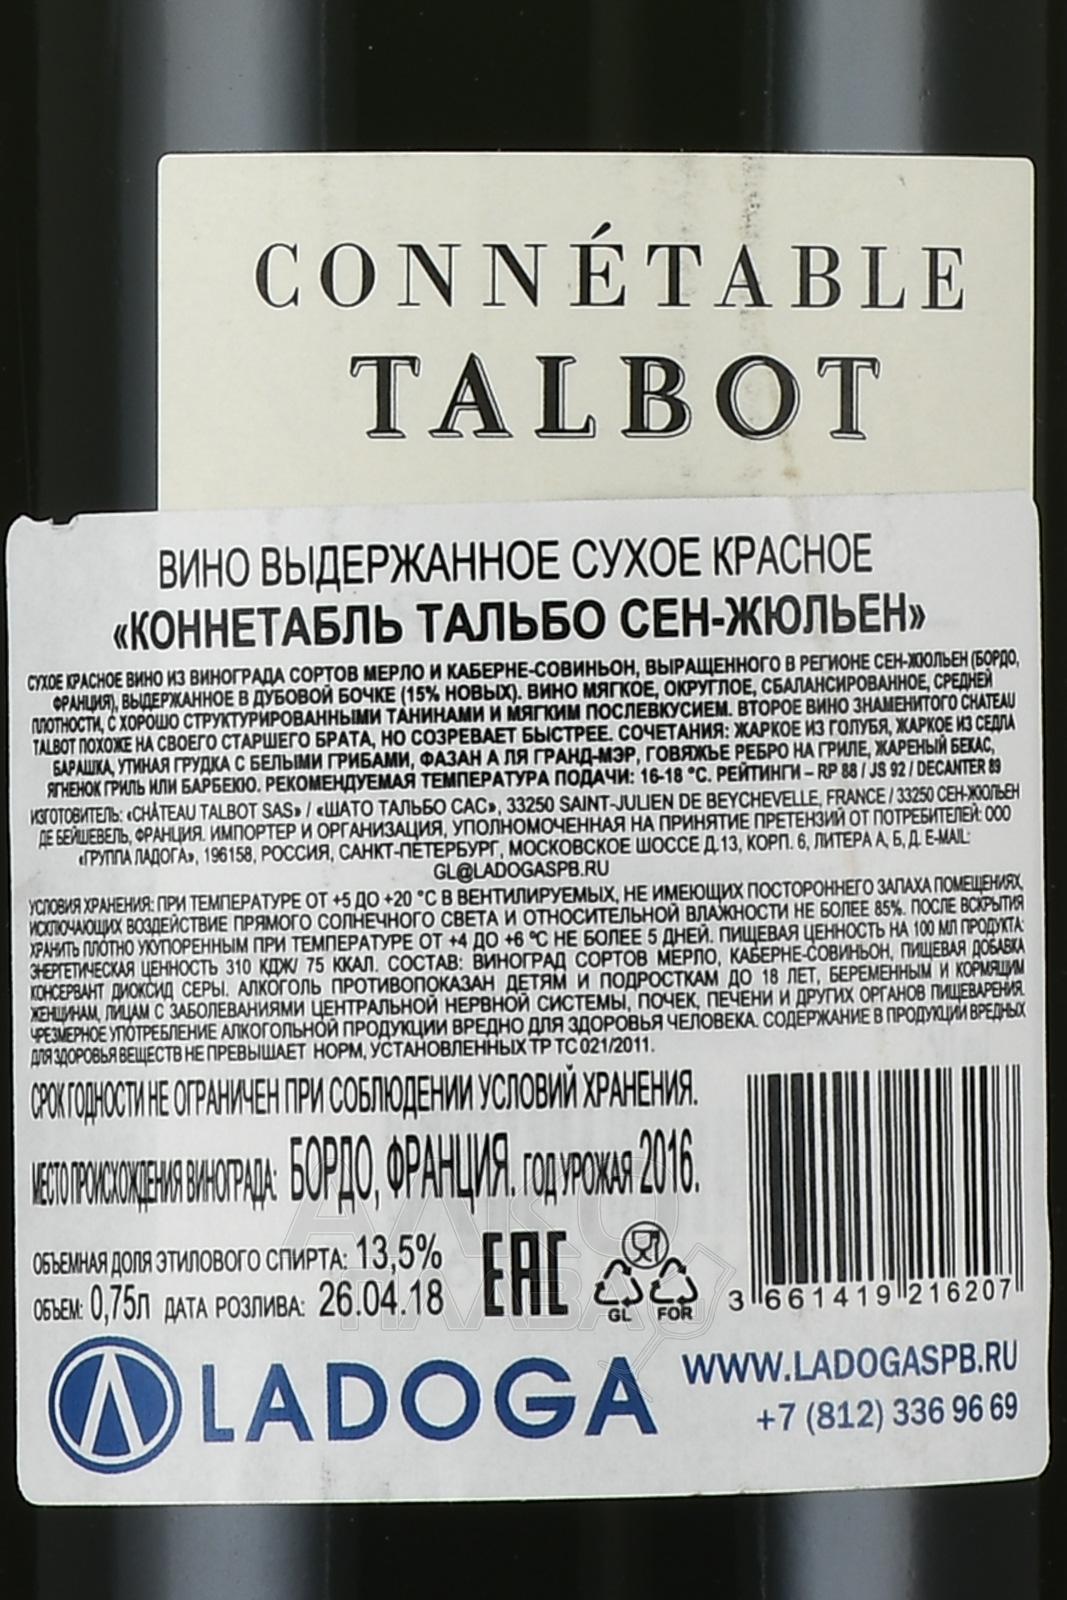 CONNÉTABLE
TALBOT
ВИНО ВЫДЕРЖАННОЕ СУХОЕ КРАСНОЕ
«КОННЕТАБЛЬ ТАЛЬБО СЕН-ЖЮЛЬЕН»
СУХОЕ КРАСНОЕ ВИНО ИЗ ВИНОГРАДА СОРТОВ МЕРЛО И КАБЕРНЕ-СОВИНЬОН, ВЫРАЩЕННОГО В РЕГИОНЕ СЕН-ЖЮЛЬЕН (БОРДО,
ФРАНЦИЯ), ВЫДЕРЖАННОЕ В ДУБОВОЙ БОЧКЕ (15% НОВЫХ). ВИНО МЯГКОЕ, ОКРУГЛОЕ, СБАЛАНСИРОВАННОЕ, СРЕДНЕЙ
ПЛОТНОСТИ, С ХОРОШО СТРУКТУРИРОВАННЫМИ ТАНИНАМИ И МЯГКИМ ПОСЛЕВКУСИЕМ. ВТОРОЕ ВИНО ЗНАМЕНИТОГО CHATEAU
TALBOT ПОХОЖЕ НА СВОЕГО СТАРШЕГО БРАТА, НО СОЗРЕВАЕТ БЫСТРЕЕ. СОЧЕТАНИЯ: ЖАРКОЕ ИЗ ГОЛУБЯ, ЖАРКОЕ ИЗ СЕДЛА
БАРАШКА, УТИНАЯ ГРУДКА С БЕЛЫМИ ГРИБАМИ, ФАЗАН А ЛЯ ГРАНД-МЭР, ГОВЯЖЬЕ РЕБРО НА ГРИЛЕ, ЖАРЕНЫЙ БЕКАС,
ЯГНЕНОК ГРИЛЬ ИЛИ БАРБЕКЮ. РЕКОМЕНДУЕМАЯ ТЕМПЕРАТУРА ПОДАЧИ: 16-18 °C. РЕЙТИНГИ – RP 88 / JS 92 / DECANTER 89
ИЗГОТОВИТЕЛЬ: «CHÂTEAU TALBOT SAS» / «ШАТО ТАЛЬБО САС», 33250 SAINT-JULIEN DE BEYCHEVELLE, FRANCE / 33250 СЕН-ЖЮЛЬЕН
ДЕ БЕЙШЕВЕЛЬ, ФРАНЦИЯ. ИМПОРТЕР И ОРГАНИЗАЦИЯ, УПОЛНОМОЧЕННАЯ НА ПРИНЯТИЕ ПРЕТЕНЗИЙ ОТ ПОТРЕБИТЕЛЕЙ: ООО
«ГРУППА ЛАДОГА», 196158, РОССИЯ, САНКТ-ПЕТЕРБУРГ, МОСКОВСКОЕ ШОССЕ Д.13, КОРП. 6, ЛИТЕРА А, Б, Д. E-MAIL:
GL@LADOGASPB.RU
УСЛОВИЯ ХРАНЕНИЯ: ПРИ ТЕМПЕРАТУРЕ ОТ +5 ДО +20 °C В ВЕНТИЛИРУЕМЫХ, НЕ ИМЕЮЩИХ ПОСТОРОННЕГО ЗАПАХА ПОМЕЩЕНИЯХ,
ИСКЛЮЧАЮЩИХ ВОЗДЕЙСТВИЕ ПРЯМОГО СОЛНЕЧНОГО СВЕТА И ОТНОСИТЕЛЬНОЙ ВЛАЖНОСТИ НЕ БОЛЕЕ 85%. ПОСЛЕ ВСКРЫТИЯ
ХРАНИТЬ ПЛОТНО УКУПОРЕННЫМ ПРИ ТЕМПЕРАТУРЕ ОТ +4 ДО +6 °C НЕ БОЛЕЕ 5 ДНЕЙ. ПИЩЕВАЯ ЦЕННОСТЬ НА 100 МЛ ПРОДУКТА:
ЭНЕРГЕТИЧЕСКАЯ ЦЕННОСТЬ 310 КДЖ/ 75 ККАЛ. СОСТАВ: ВИНОГРАД СОРТОВ МЕРЛО, КАБЕРНЕ-СОВИНЬОН, ПИЩЕВАЯ ДОБАВКА
КОНСЕРВАНТ ДИОКСИД СЕРЫ. АЛКОГОЛЬ ПРОТИВОПОКАЗАН ДЕТЯМ И ПОДРОСТКАМ ДО 18 ЛЕТ, БЕРЕМЕННЫМ И КОРМЯЩИМ
ЖЕНЩИНАМ, ЛИЦАМ С ЗАБОЛЕВАНИЯМИ ЦЕНТРАЛЬНОЙ НЕРВНОЙ СИСТЕМЫ, ПОЧЕК, ПЕЧЕНИ И ДРУГИХ ОРГАНОВ ПИЩЕВАРЕНИЯ.
ЧРЕЗМЕРНОЕ УПОТРЕБЛЕНИЕ АЛКОГОЛЬНОЙ ПРОДУКЦИИ ВРЕДНО ДЛЯ ЗДОРОВЬЯ ЧЕЛОВЕКА. СОДЕРЖАНИЕ В ПРОДУКЦИИ ВРЕДНЫХ
ДЛЯ ЗДОРОВЬЯ ВЕЩЕСТВ НЕ ПРЕВЫШАЕТ НОРМ, УСТАНОВЛЕННЫХ ТР ТС 021/2011.
СРОК ГОДНОСТИ НЕ ОГРАНИЧЕН ПРИ СОБЛЮДЕНИИ УСЛОВИЙ ХРАНЕНИЯ.
МЕСТО ПРОИСХОЖДЕНИЯ ВИНОГРАДА: БОРДО, ФРАНЦИЯ. ГОД УРОЖАЯ 2016.
ОБЪЕМНАЯ ДОЛЯ ЭТИЛОВОГО СПИРТА: 13,5%
ОБЪЕМ: 0,75Л ДАТА РОЗЛИВА: 26.04.18
EAC
GL FOR
3 661419 216207
LADOGA
WWW.LADOGASPB.RU
+7 (812) 336 96 69
АЛКО
ПЛАВА